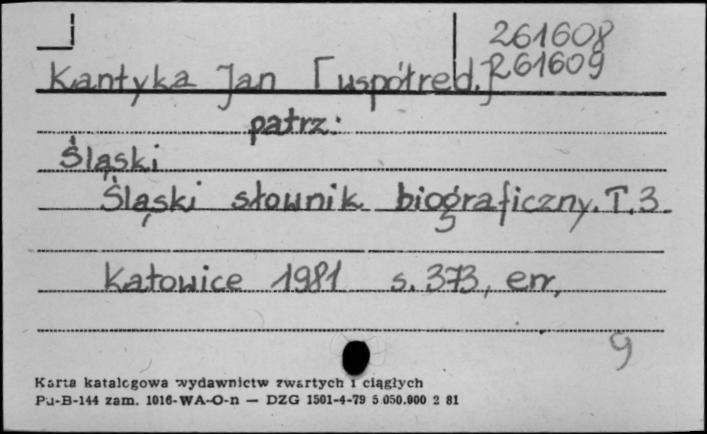 261608
Kantyka Jan [współred.] 261609
patrz:
Śląski
Śląski słownik biograficzny. T. 3.
Katowice 1981 s. 373, err,
9
Karta katalogowa wydawnictw zwartych i ciągłych
Pu-B-144 zam. 1016-WA-O-n — DZG 1501-4-79 5.050.000 2 81